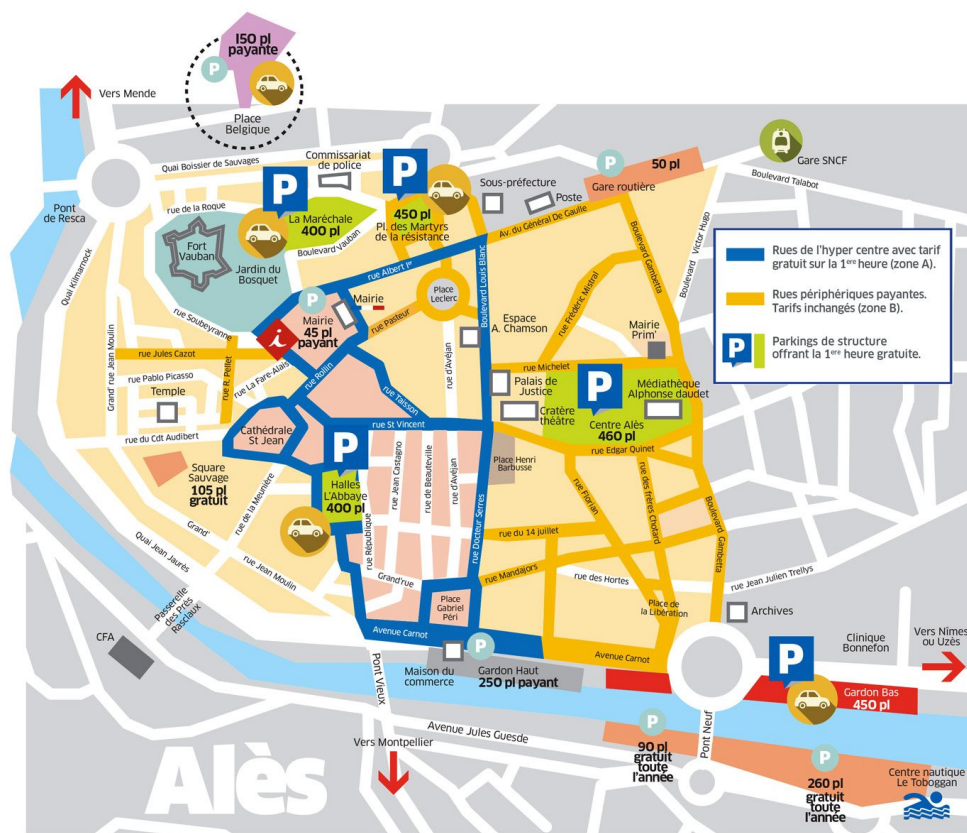 150 pl
payante
P
Place
Belgique
Vers Mende
Quai Boissier de Sauvages
Commissariat
de police
P
P
P
50 pl
Gare SNCF
Boulevard Talabot
Gare routière
Sous-préfecture
Poste
Pont
de Resca
rue de la Roque
La Maréchale
400 pl
450 pl
Pl. des Martyrs
de la résistance
Av. du Général De Gaulle
Boulevard Victor Hugo
Fort
Vauban
Boulevard Vauban
Jardin du
Bosquet
rue Albert Ier
Boulevard Louis Blanc
Boulevard Gambetta
Quai Kilmarnock
rue Soubeyranne
P
Mairie
Place
Leclerc
rue Frédéric Mistral
Rues de l'hyper centre avec tarif
gratuit sur la 1ere heure (zone A).
Rues périphériques payantes.
Tarifs inchangés (zone B).
P
Parkings de structure
offrant la 1ere heure gratuite.
i
Mairie
45 pl
payant
rue Pasteur
Espace
A. Chamson
Mairie
Prim'
Grand' rue Jean Moulin
rue Jules Cazot
rue R. Pellet
rue La Fare-Alais
rue Rollin
rue d'Avéjan
rue Michelet
rue Pablo Picasso
Temple
rue Taisson
Palais de
Justice
P
Médiathèque
Alphonse daudet
Cratère
théâtre
Centre Alès
460 pl
rue du Cdt Audibert
Cathédrale
St Jean
rue St Vincent
rue Edgar Quinet
Place Henri
Barbusse
P
Square
Sauvage
105 pl
gratuit
rue de la Meunière
Halles
L'Abbaye
400 pl
rue Jean Castagno
rue de Beauteville
rue d'Avéjan
rue Docteur Serres
rue Florian
rue des frères Chotard
Boulevard Gambetta
Grand'
rue Jean Moulin
rue République
rue du 14 juillet
Quai Jean Jaurès
Grand'rue
rue Mandajors
rue des Hortes
rue Jean Julien Trellys
Passerelle
des Près
Rasclaux
Place
Gabriel
Péri
Place de
la Libération
Archives
CFA
Avenue Carnot
P
Avenue Carnot
P
Clinique
Bonnefon
Vers Nîmes
ou Uzès
Maison du
commerce
Gardon Haut
250 pl payant
Gardon Bas
450 pl
Pont Vieux
Avenue Jules Guesde
Pont Neuf
Vers Montpellier
P
90 pl
gratuit
toute
l'année
P
260 pl
gratuit
toute
l'année
Centre nautique
Le Toboggan
Alès